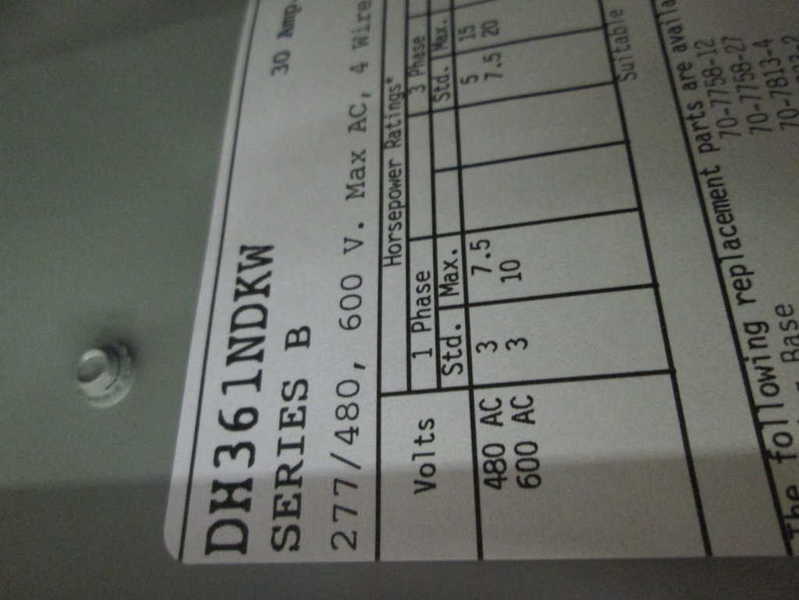 DH361NDKW
SERIES B 30 Amp.
277/480, 600 V. Max AC, 4 Wire
Horsepower Ratings*
Volts 1 Phase 3 Phase
Std. Max. Std. Max.
480 AC 3 7.5 5 15
600 AC 3 10 7.5 20
Suitable
The following replacement parts are
Base 70-7758-12
70-7758-27
70-7813-4